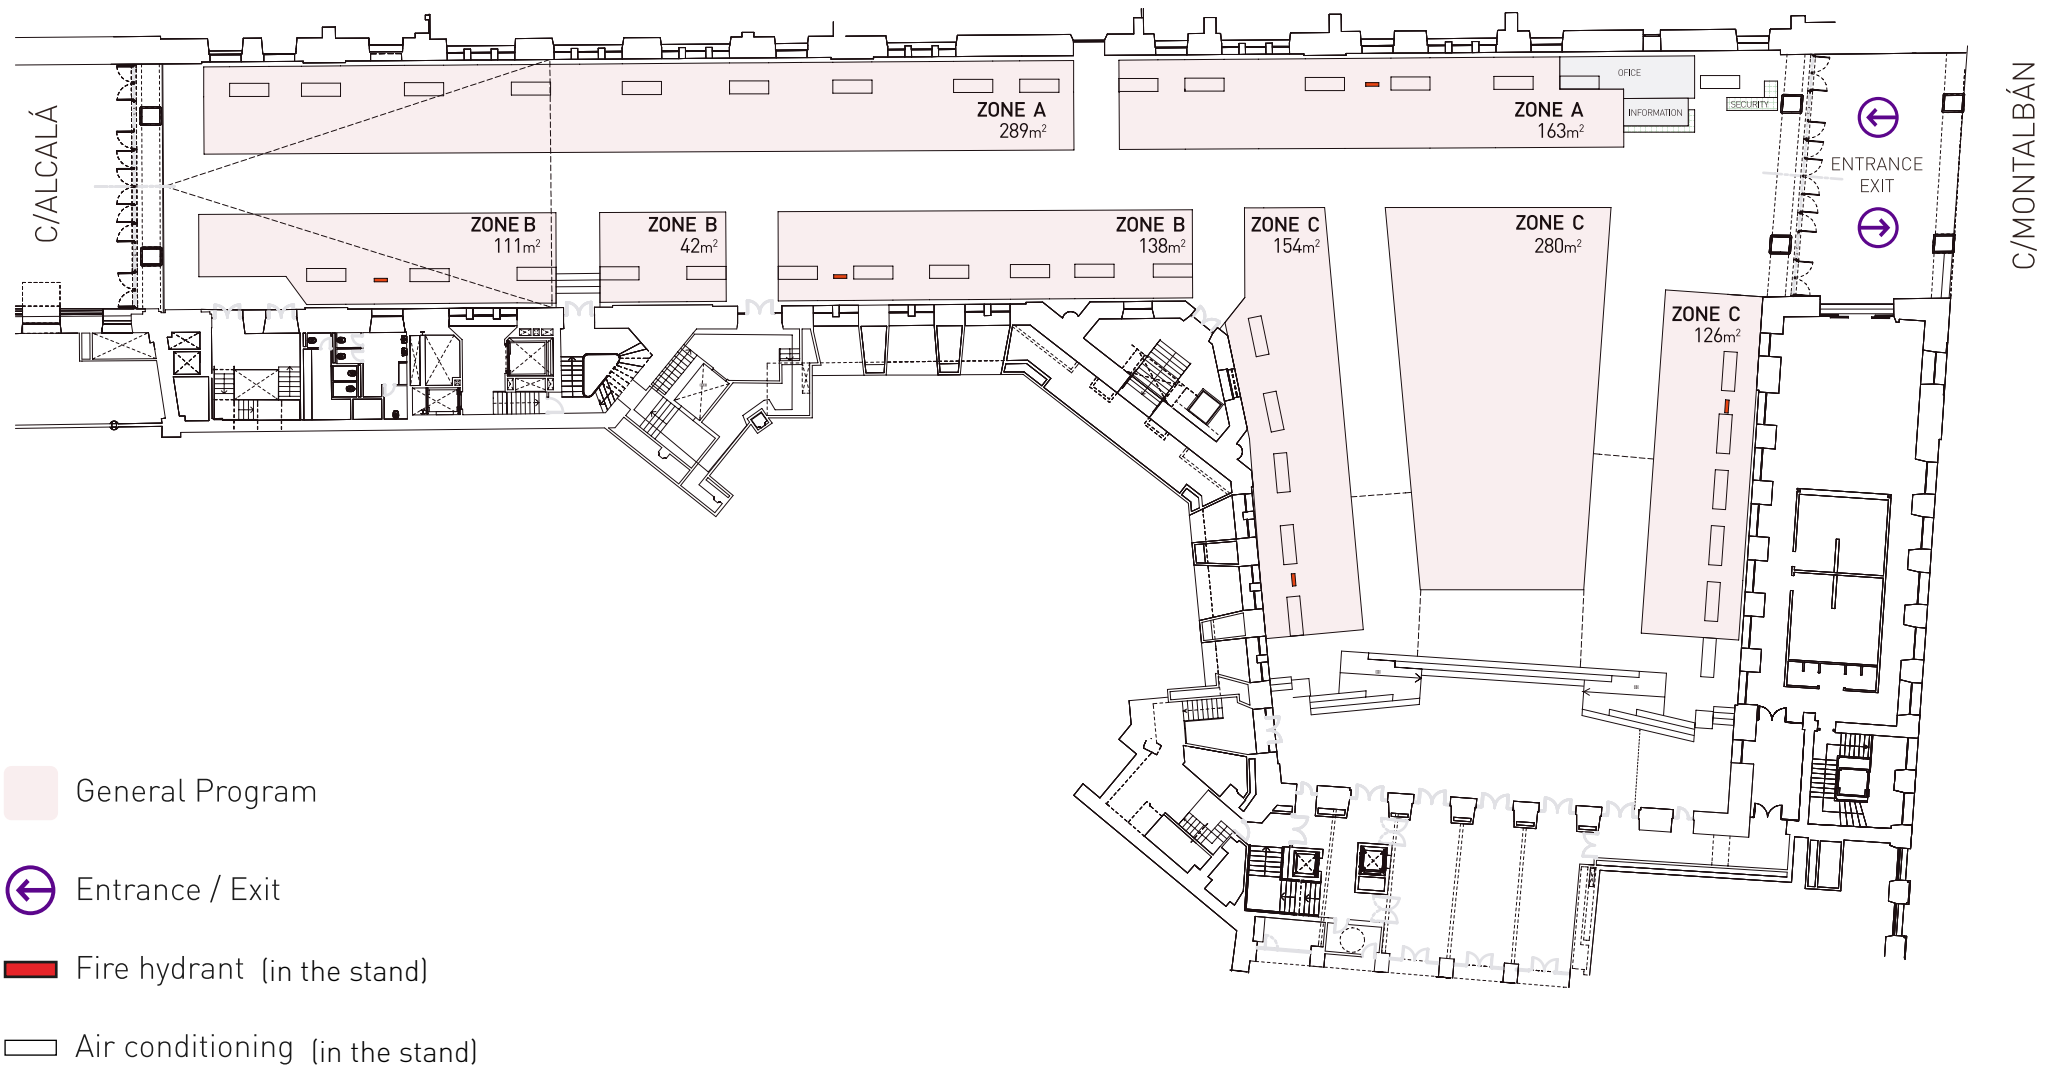 C/ALCALÁ
ZONE A
289m²
ZONE A
163m²
OFICE
INFORMATION
SECURITY
ENTRANCE
EXIT
C/MONTALBÁN
ZONE B
111m²
ZONE B
42m²
ZONE B
138m²
ZONE C
154m²
ZONE C
280m²
ZONE C
126m²
General Program
Entrance / Exit
Fire hydrant (in the stand)
Air conditioning (in the stand)